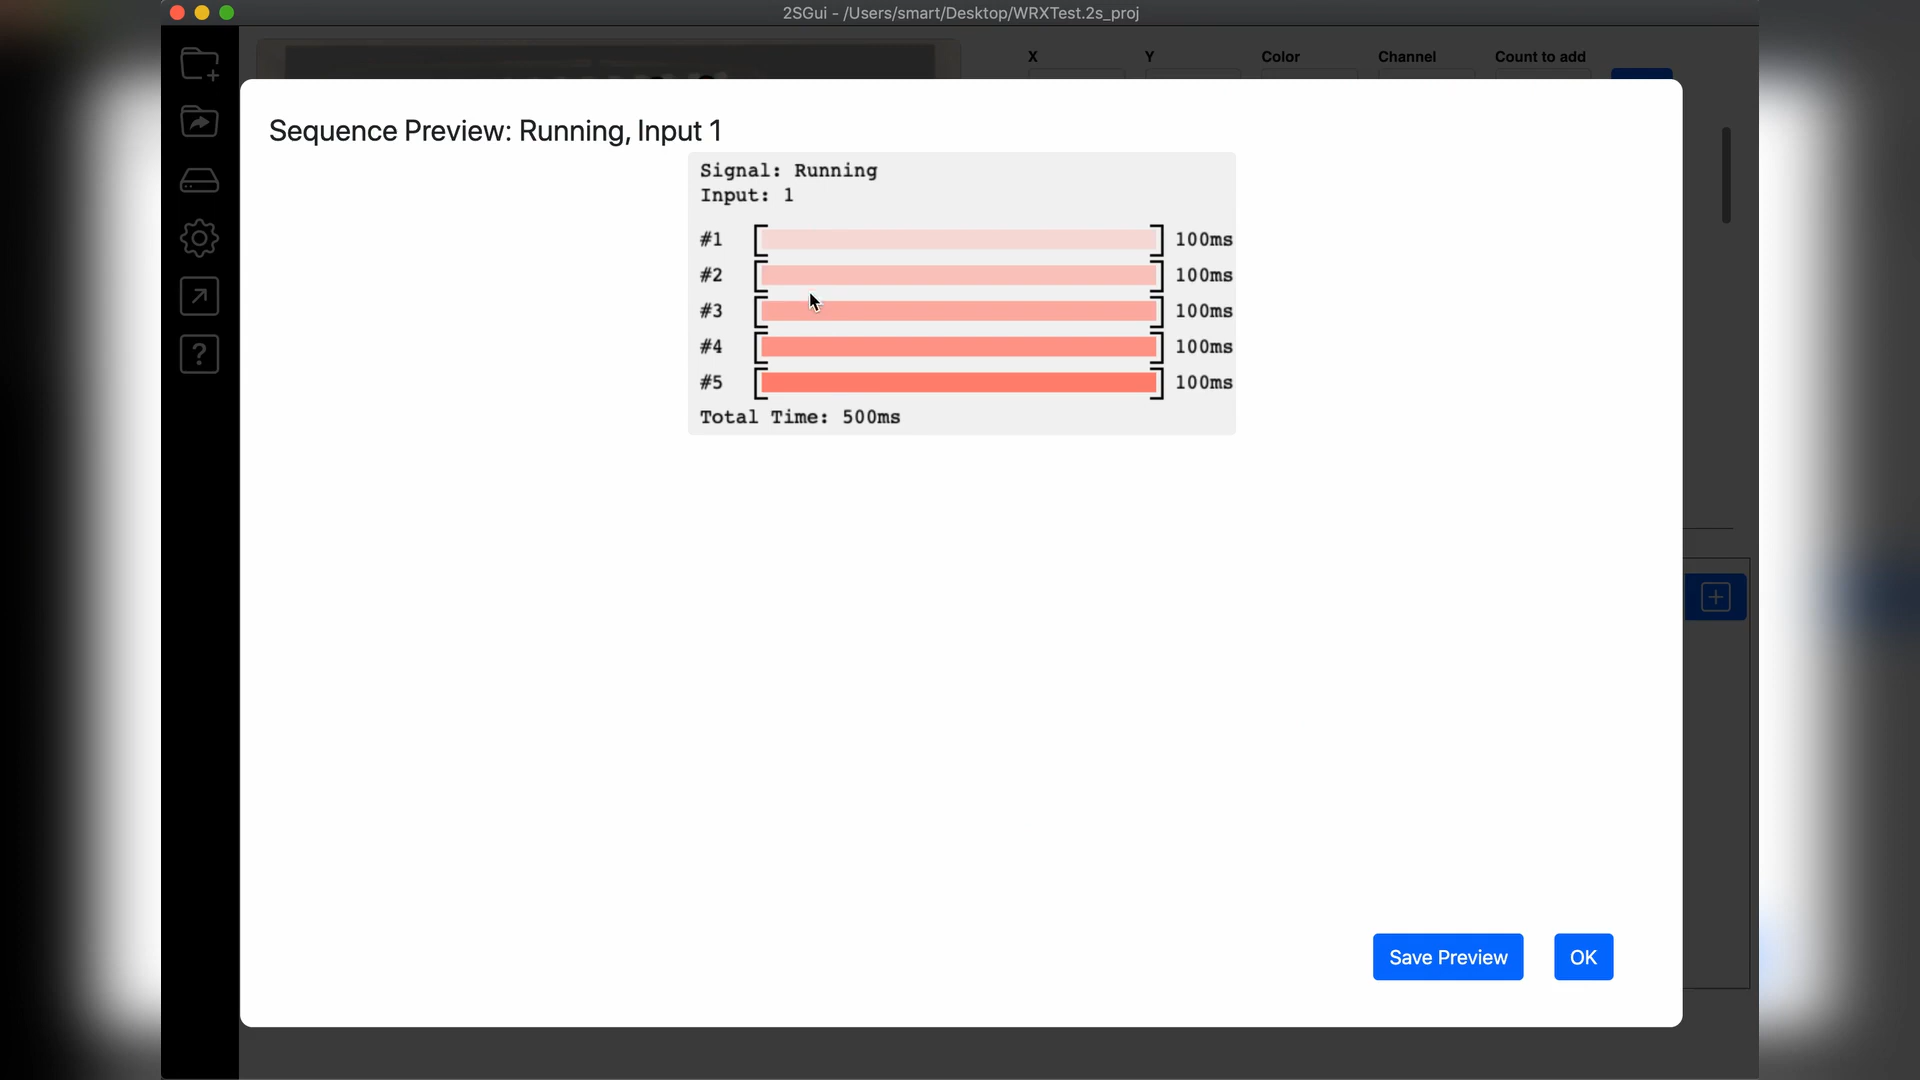 2SGui - /Users/smart/Desktop/WRXTest.2s_proj
X Y Color Channel Count to add
Sequence Preview: Running, Input 1
Signal: Running
Input: 1
#1 [ ] 100ms
#2 [ ] 100ms
#3 [ ] 100ms
#4 [ ] 100ms
#5 [ ] 100ms
Total Time: 500ms
Save Preview OK